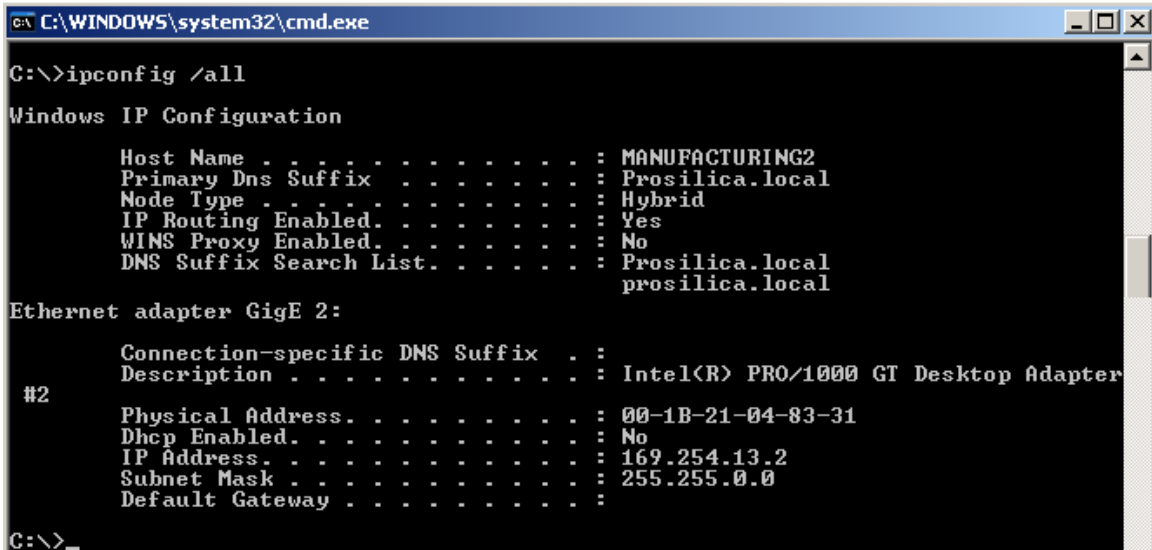 C:\WINDOWS\system32\cmd.exe
C:\>ipconfig /all
Windows IP Configuration
Host Name . . . . . . . . . . . . : MANUFACTURING2
Primary Dns Suffix  . . . . . . . : Prosilica.local
Node Type . . . . . . . . . . . . : Hybrid
IP Routing Enabled. . . . . . . . : Yes
WINS Proxy Enabled. . . . . . . . : No
DNS Suffix Search List. . . . . . : Prosilica.local
prosilica.local
Ethernet adapter GigE 2:
Connection-specific DNS Suffix  . :
Description . . . . . . . . . . . : Intel(R) PRO/1000 GT Desktop Adapter
#2
Physical Address. . . . . . . . . : 00-1B-21-04-83-31
Dhcp Enabled. . . . . . . . . . . : No
IP Address. . . . . . . . . . . . : 169.254.13.2
Subnet Mask . . . . . . . . . . . : 255.255.0.0
Default Gateway . . . . . . . . . :
C:\>_